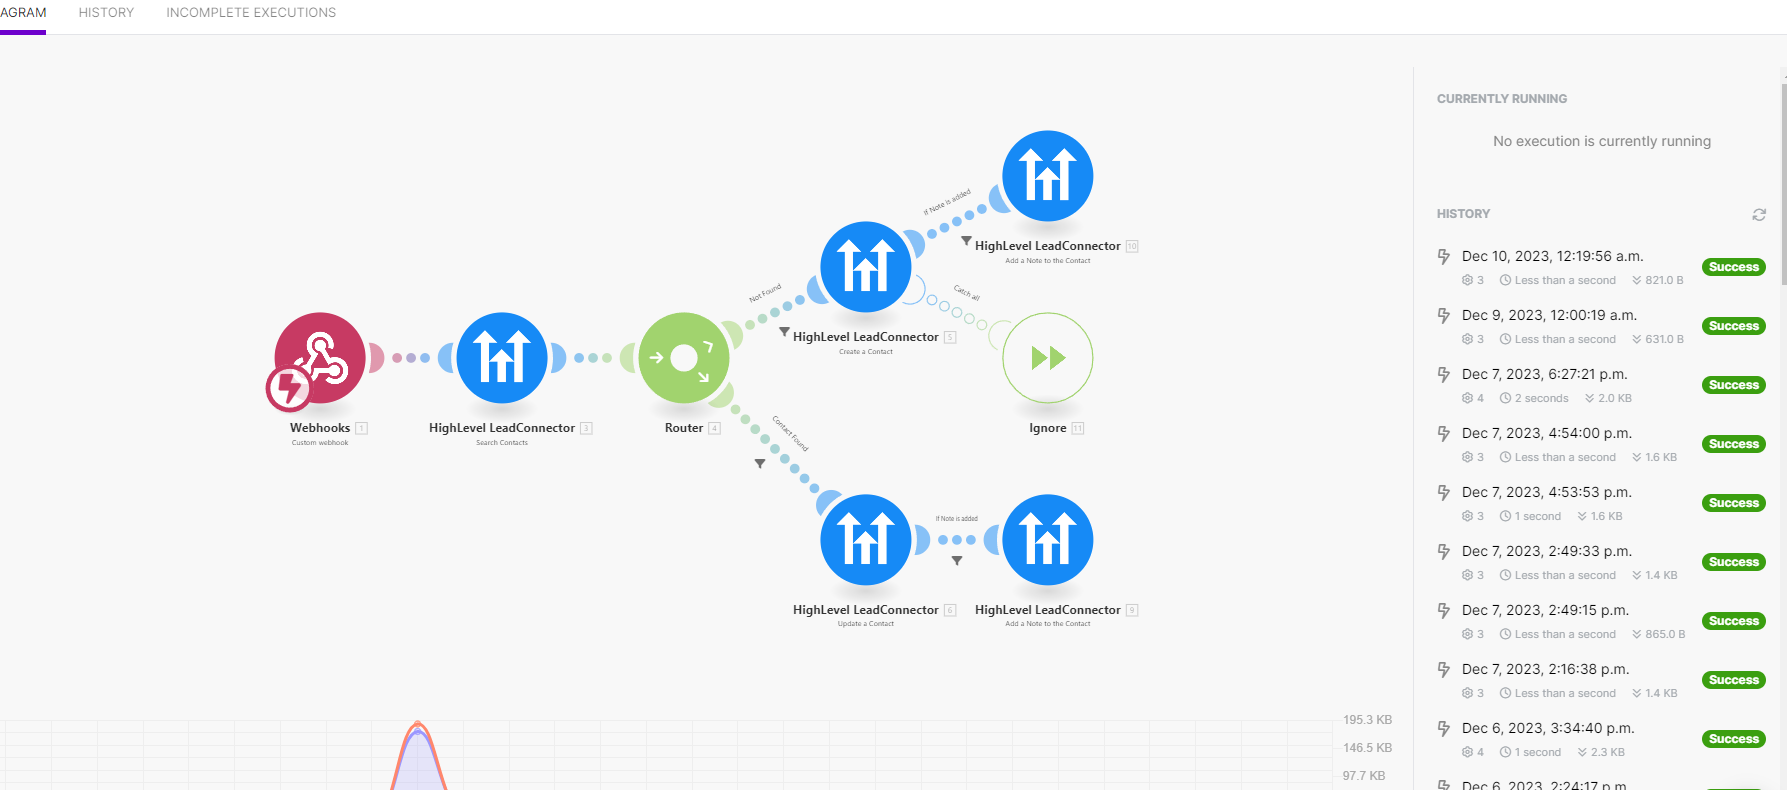 AGRAM HISTORY INCOMPLETE EXECUTIONS
If Note is added
HighLevel LeadConnector 10
Add a Note to the Contact
Not Found
Catch all
HighLevel LeadConnector 5
Create a Contact
Webhooks 1
Custom webhook
HighLevel LeadConnector 3
Search Contacts
Router 4
Ignore 11
Contact Found
If Note is added
HighLevel LeadConnector 6
Update a Contact
HighLevel LeadConnector 9
Add a Note to the Contact
195.3 KB
146.5 KB
97.7 KB
CURRENTLY RUNNING
No execution is currently running
HISTORY
Dec 10, 2023, 12:19:56 a.m.
Success
3 Less than a second 821.0 B
Dec 9, 2023, 12:00:19 a.m.
Success
3 Less than a second 631.0 B
Dec 7, 2023, 6:27:21 p.m.
Success
4 2 seconds 2.0 KB
Dec 7, 2023, 4:54:00 p.m.
Success
3 Less than a second 1.6 KB
Dec 7, 2023, 4:53:53 p.m.
Success
3 1 second 1.6 KB
Dec 7, 2023, 2:49:33 p.m.
Success
3 Less than a second 1.4 KB
Dec 7, 2023, 2:49:15 p.m.
Success
3 Less than a second 865.0 B
Dec 7, 2023, 2:16:38 p.m.
Success
3 Less than a second 1.4 KB
Dec 6, 2023, 3:34:40 p.m.
Success
4 1 second 2.3 KB
Dec 6, 2023, 2:24:17 p.m.